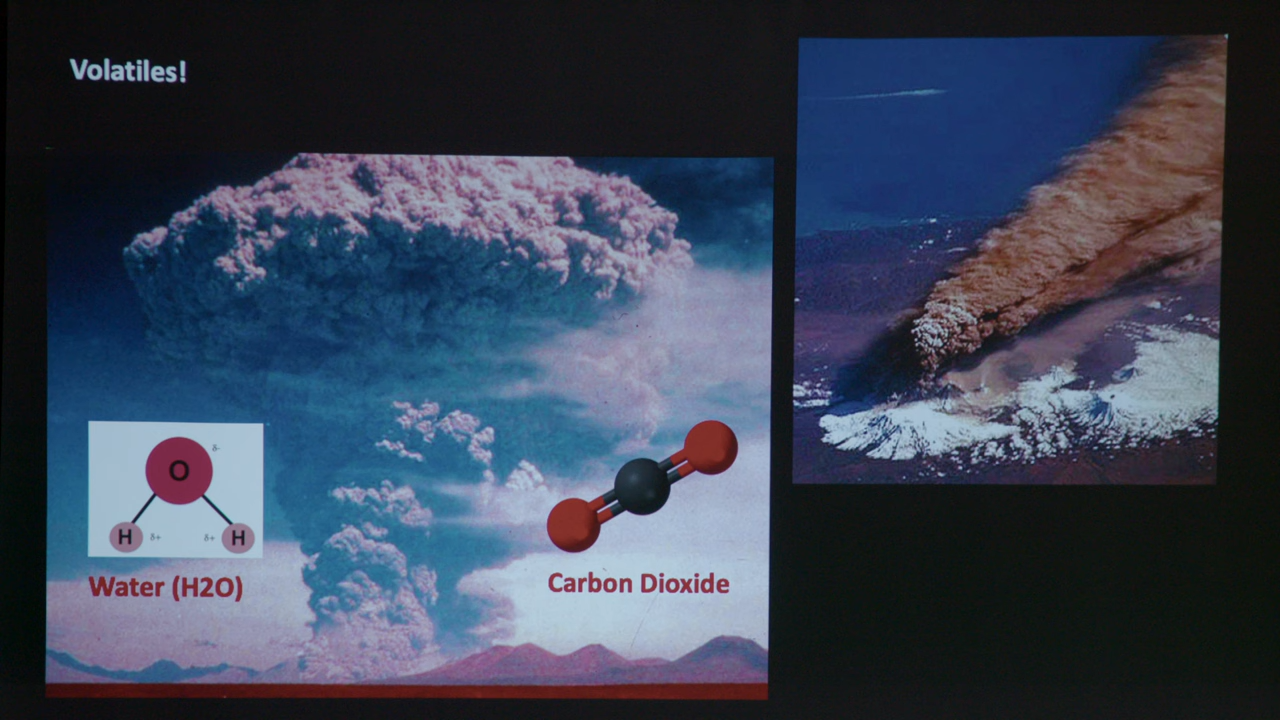 Volatiles!
O
δ-
H δ+ δ+ H
Water (H2O)
Carbon Dioxide